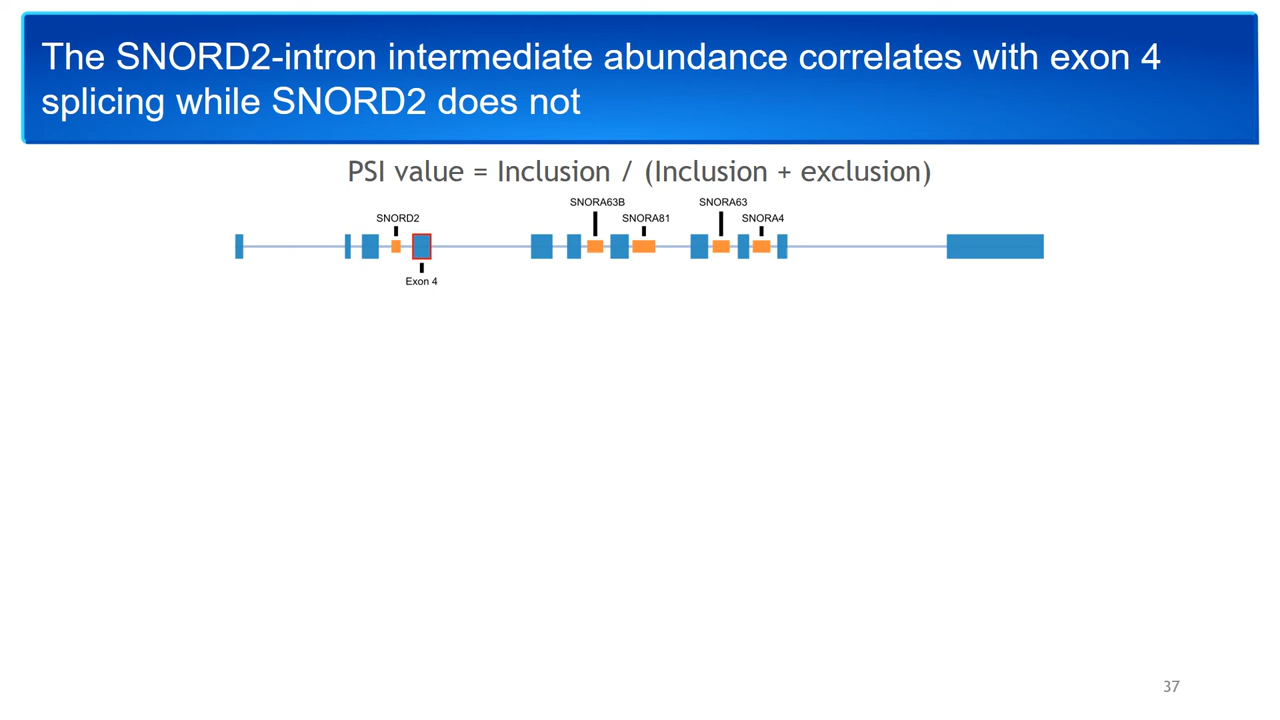 The SNORD2-intron intermediate abundance correlates with exon 4
splicing while SNORD2 does not
PSI value = Inclusion / (Inclusion + exclusion)
SNORA63B
SNORA63
SNORD2
SNORA81
SNORA4
Exon 4
37